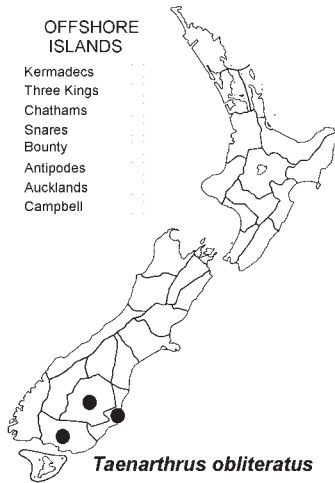 OFFSHORE
ISLANDS
Kermadecs
Three Kings
Chathams
Snares
Bounty
Antipodes
Aucklands
Campbell
Taenarthrus obliteratus